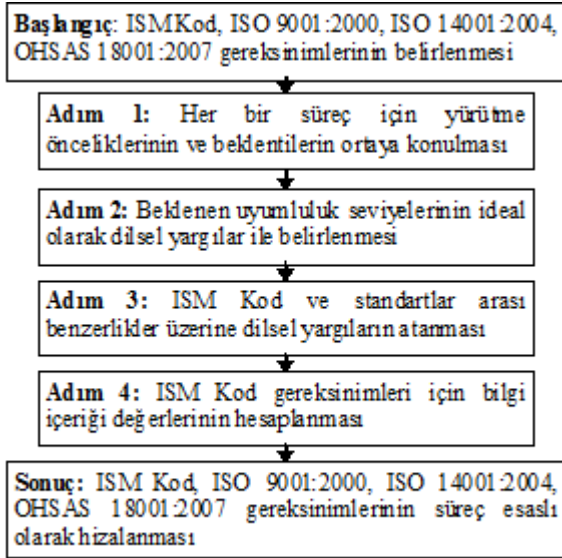 Başlangıç: ISM Kod, ISO 9001:2000, ISO 14001:2004,
OHSAS 18001:2007 gereksinimlerinin belirlenmesi
Adım 1: Her bir süreç için yürütme
önceliklerinin ve beklentilerin ortaya konulması
Adım 2: Beklenen uyumluluk seviyelerinin ideal
olarak dilsel yargılar ile belirlenmesi
Adım 3: ISM Kod ve standartlar arası
benzerlikler üzerine dilsel yargıların atanması
Adım 4: ISM Kod gereksinimleri için bilgi
içeriği değerlerinin hesaplanması
Sonuç: ISM Kod, ISO 9001:2000, ISO 14001:2004,
OHSAS 18001:2007 gereksinimlerinin süreç esaslı
olarak hizalanması